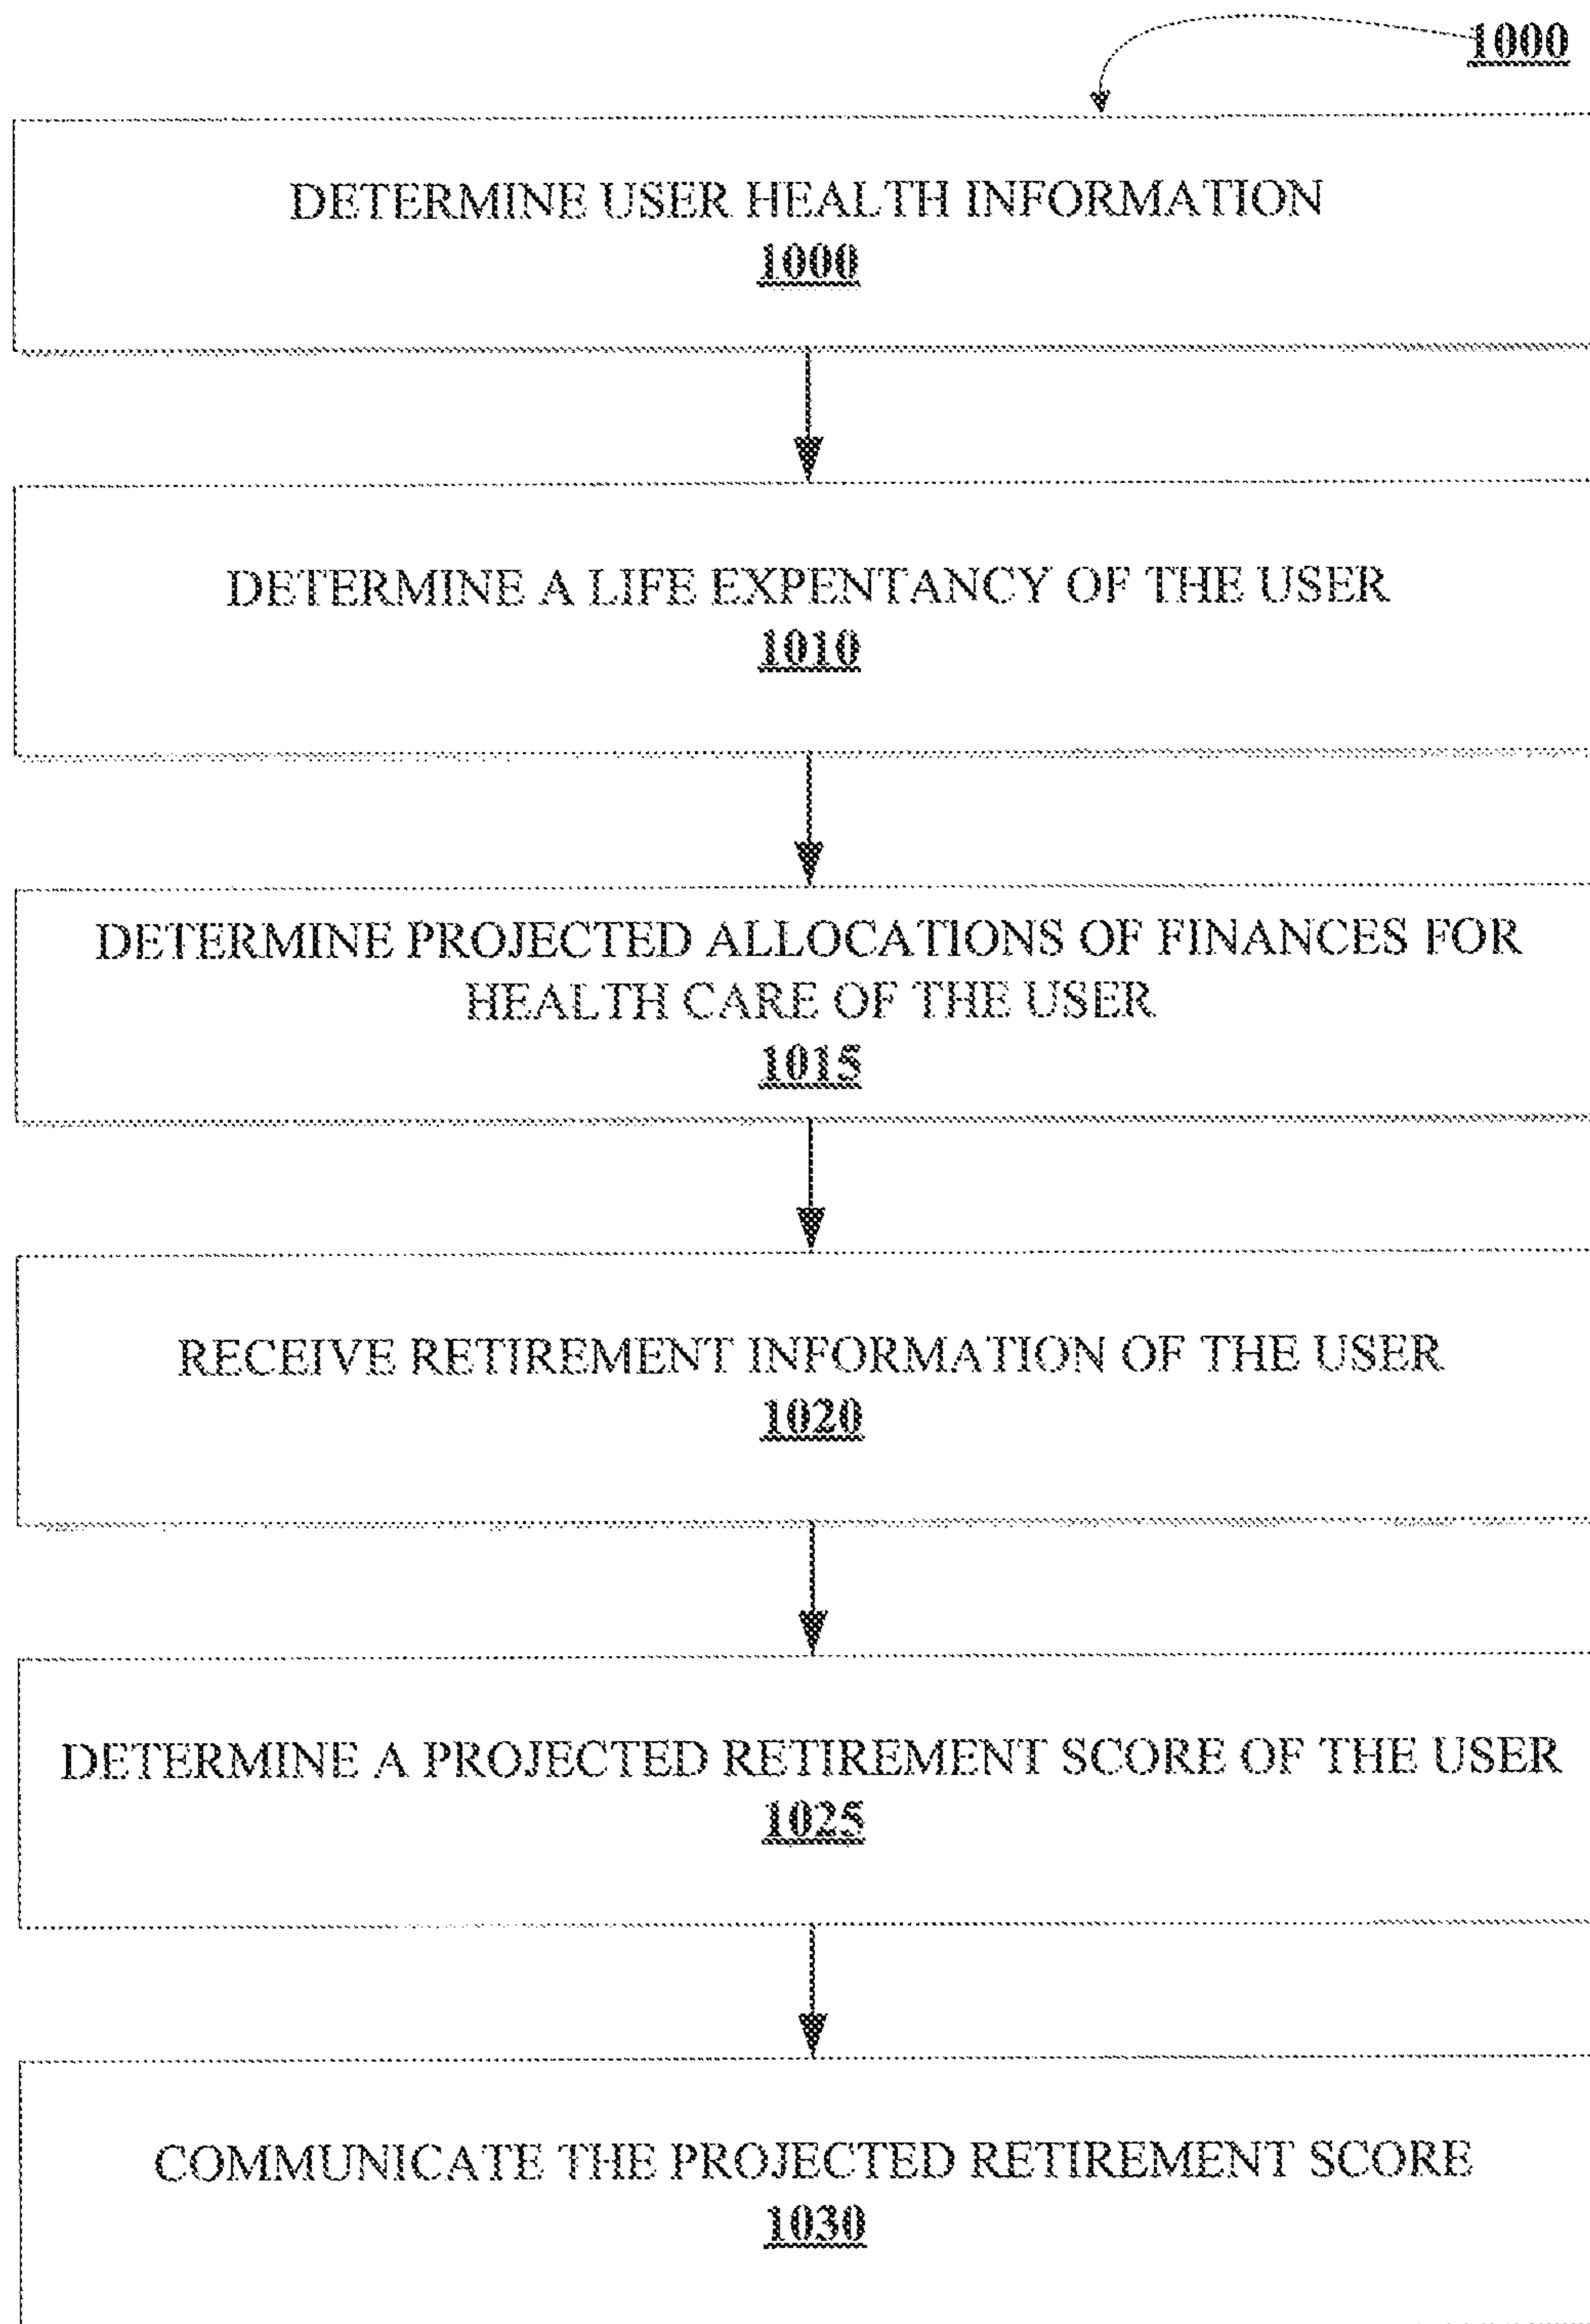 1000
DETERMINE USER HEALTH INFORMATION
1000
DETERMINE A LIFE EXPENTANCY OF THE USER
1010
DETERMINE PROJECTED ALLOCATIONS OF FINANCES FOR
HEALTH CARE OF THE USER
1015
RECEIVE RETIREMENT INFORMATION OF THE USER
1020
DETERMINE A PROJECTED RETIREMENT SCORE OF THE USER
1025
COMMUNICATE THE PROJECTED RETIREMENT SCORE
1030